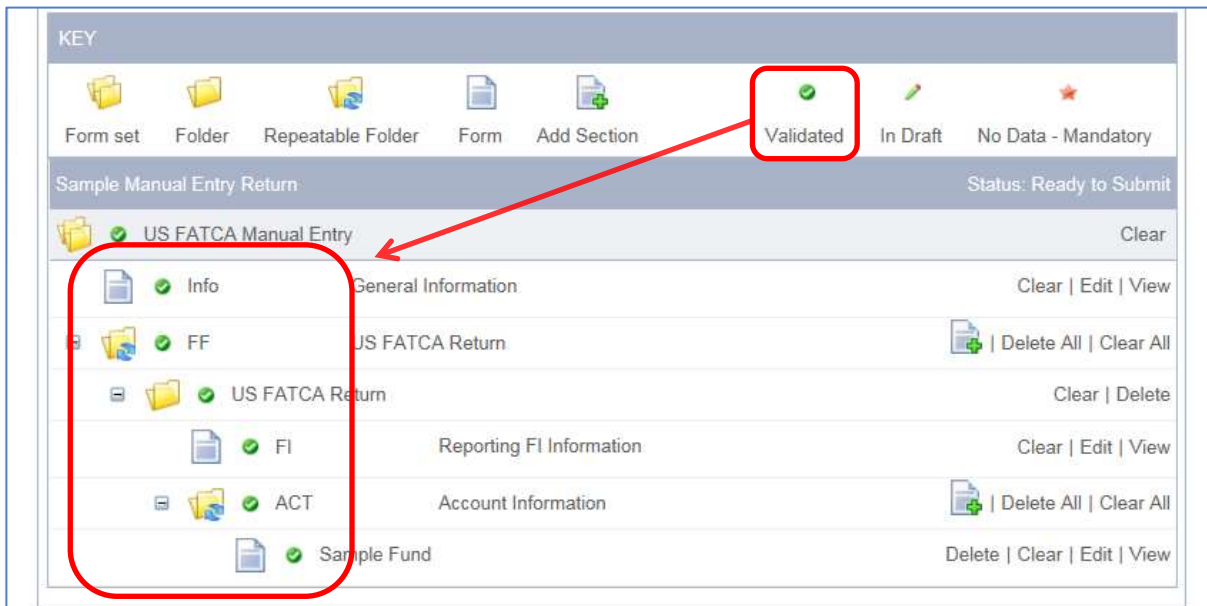 KEY
Form set Folder Repeatable Folder Form Add Section Validated In Draft No Data - Mandatory
Sample Manual Entry Return Status: Ready to Submit
US FATCA Manual Entry Clear
Info General Information Clear | Edit | View
FF US FATCA Return | Delete All | Clear All
US FATCA Return Clear | Delete
FI Reporting FI Information Clear | Edit | View
ACT Account Information | Delete All | Clear All
Sample Fund Delete | Clear | Edit | View